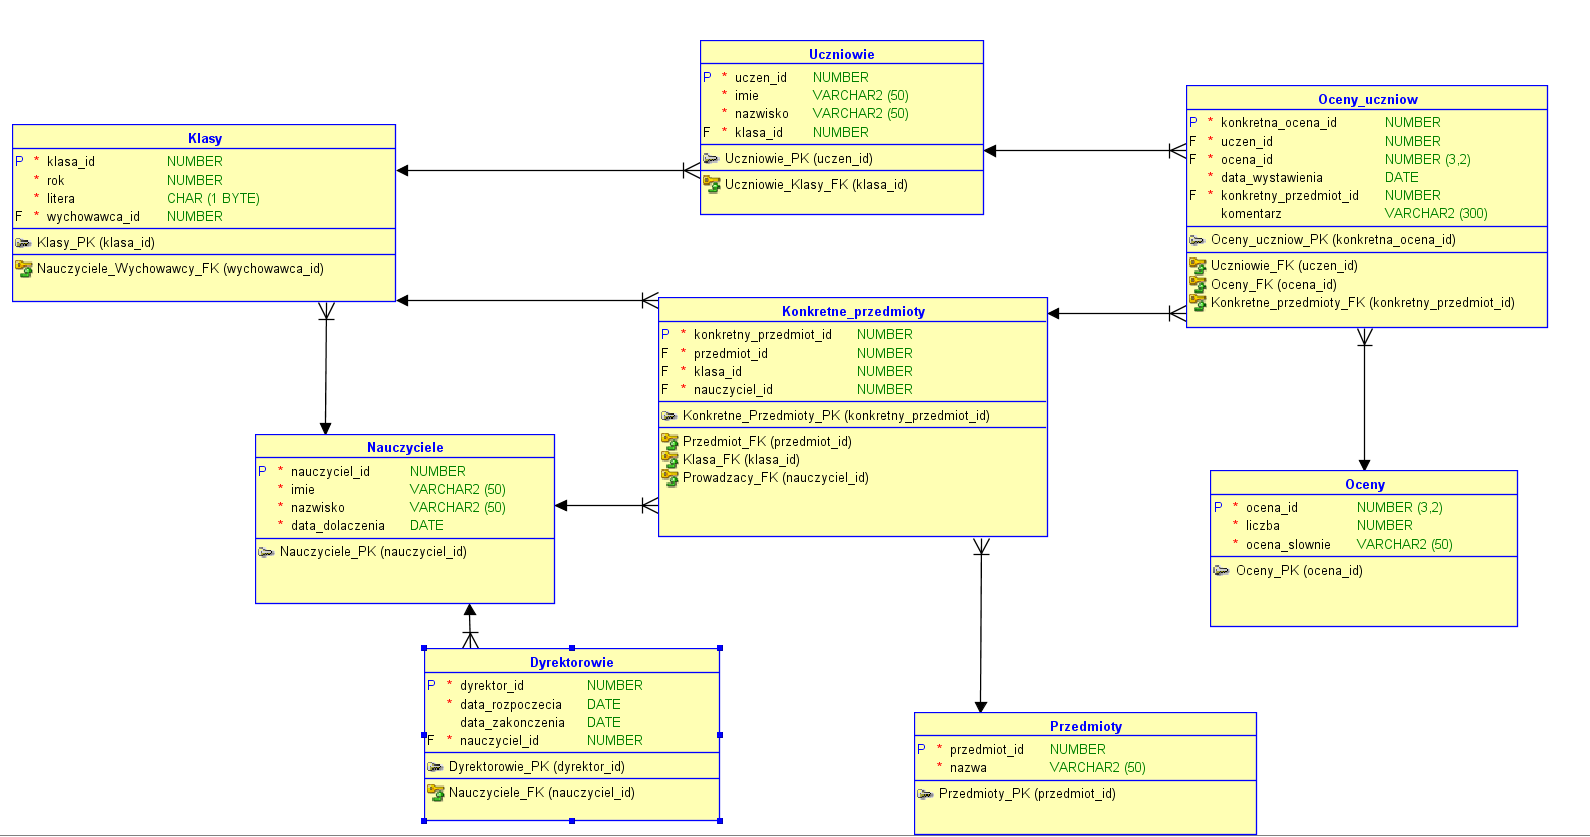 Klasy
P * klasa_id NUMBER
* rok NUMBER
* litera CHAR (1 BYTE)
F * wychowawca_id NUMBER
Klasy_PK (klasa_id)
Nauczyciele_Wychowawcy_FK (wychowawca_id)
Uczniowie
P * uczen_id NUMBER
* imie VARCHAR2 (50)
* nazwisko VARCHAR2 (50)
F * klasa_id NUMBER
Uczniowie_PK (uczen_id)
Uczniowie_Klasy_FK (klasa_id)
Oceny_uczniow
P * konkretna_ocena_id NUMBER
F * uczen_id NUMBER
F * ocena_id NUMBER (3,2)
* data_wystawienia DATE
F * konkretny_przedmiot_id NUMBER
komentarz VARCHAR2 (300)
Oceny_uczniow_PK (konkretna_ocena_id)
Uczniowie_FK (uczen_id)
Oceny_FK (ocena_id)
Konkretne_przedmioty_FK (konkretny_przedmiot_id)
Konkretne_przedmioty
P * konkretny_przedmiot_id NUMBER
F * przedmiot_id NUMBER
F * klasa_id NUMBER
F * nauczyciel_id NUMBER
Konkretne_Przedmioty_PK (konkretny_przedmiot_id)
Przedmiot_FK (przedmiot_id)
Klasa_FK (klasa_id)
Prowadzacy_FK (nauczyciel_id)
Nauczyciele
P * nauczyciel_id NUMBER
* imie VARCHAR2 (50)
* nazwisko VARCHAR2 (50)
* data_dolaczenia DATE
Nauczyciele_PK (nauczyciel_id)
Oceny
P * ocena_id NUMBER (3,2)
* liczba NUMBER
* ocena_slownie VARCHAR2 (50)
Oceny_PK (ocena_id)
Dyrektorowie
P * dyrektor_id NUMBER
* data_rozpoczecia DATE
data_zakonczenia DATE
F * nauczyciel_id NUMBER
Dyrektorowie_PK (dyrektor_id)
Nauczyciele_FK (nauczyciel_id)
Przedmioty
P * przedmiot_id NUMBER
* nazwa VARCHAR2 (50)
Przedmioty_PK (przedmiot_id)